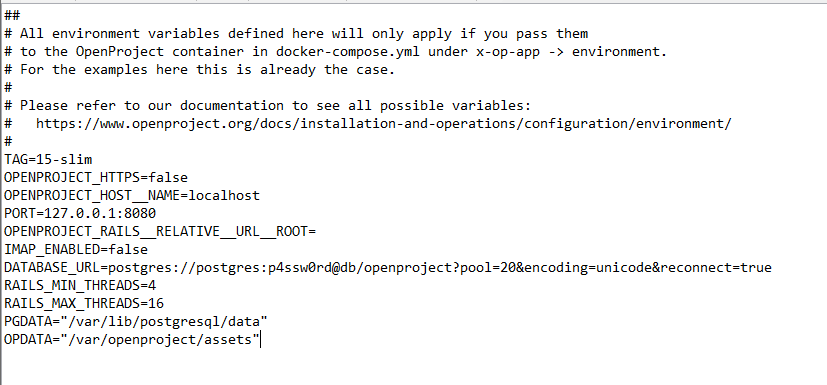 ##
# All environment variables defined here will only apply if you pass them
# to the OpenProject container in docker-compose.yml under x-op-app -> environment.
# For the examples here this is already the case.
#
# Please refer to our documentation to see all possible variables:
#   https://www.openproject.org/docs/installation-and-operations/configuration/environment/
#
TAG=15-slim
OPENPROJECT_HTTPS=false
OPENPROJECT_HOST__NAME=localhost
PORT=127.0.0.1:8080
OPENPROJECT_RAILS__RELATIVE__URL__ROOT=
IMAP_ENABLED=false
DATABASE_URL=postgres://postgres:p4ssw0rd@db/openproject?pool=20&encoding=unicode&reconnect=true
RAILS_MIN_THREADS=4
RAILS_MAX_THREADS=16
PGDATA="/var/lib/postgresql/data"
OPDATA="/var/openproject/assets"